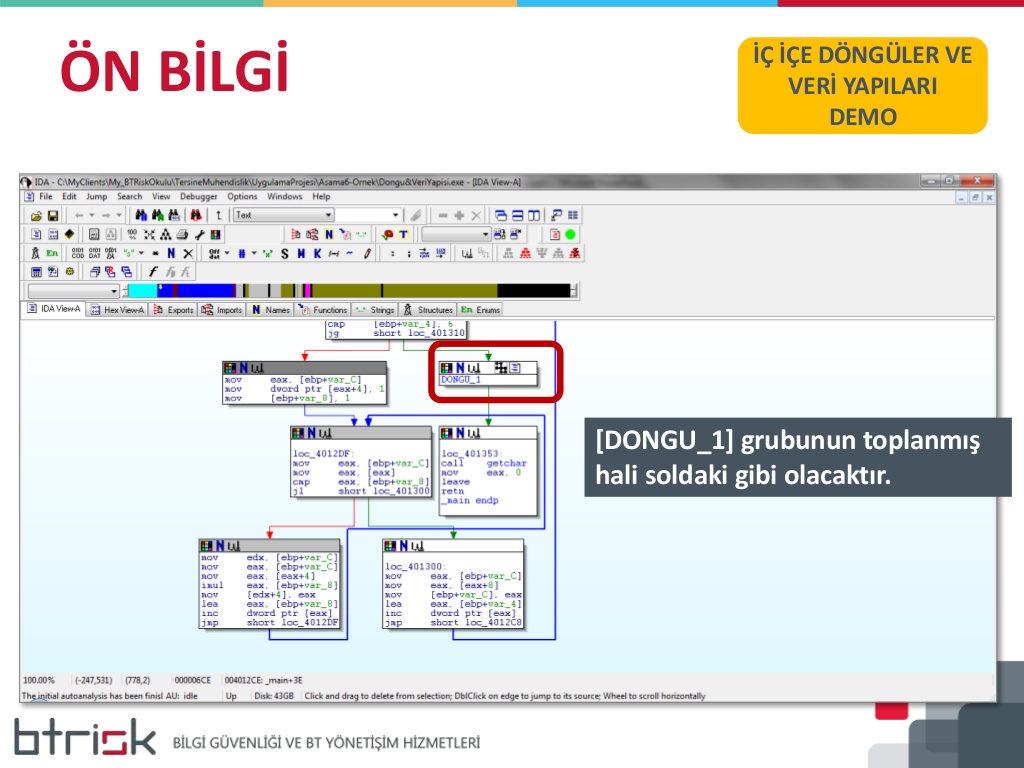 ÖN BİLGİ
İÇ İÇE DÖNGÜLER VE
VERİ YAPILARI
DEMO
IDA - C:\MyClients\My_BTRiskOkulu\TersineMuhendislik\UygulamaProjesi\Asama6-Ornek\Dongu&VeriYapisi.exe - [IDA View-A]
File Edit Jump Search View Debugger Options Windows Help
Text
IDA View-A Hex View-A Exports Imports Names Functions Strings Structures Enums
cmp [ebp+var_4], 6
jg short loc_401310
mov eax, [ebp+var_C]
mov dword ptr [eax+4], 1
mov [ebp+var_8], 1
DONGU_1
loc_4012DF:
mov eax, [ebp+var_C]
mov eax, [eax]
cmp eax, [ebp+var_8]
jl short loc_401300
loc_401353:
call getchar
mov eax, 0
leave
retn
_main endp
[DONGU_1] grubunun toplanmış
hali soldaki gibi olacaktır.
mov edx, [ebp+var_C]
mov eax, [ebp+var_C]
mov eax, [eax+4]
imul eax, [ebp+var_8]
mov [edx+4], eax
lea eax, [ebp+var_8]
inc dword ptr [eax]
jmp short loc_4012DF
loc_401300:
mov eax, [ebp+var_C]
mov eax, [eax+8]
mov [ebp+var_C], eax
lea eax, [ebp+var_4]
inc dword ptr [eax]
jmp short loc_4012C8
100.00% (-247,531) (778,2) 000006CE 004012CE: _main+3E
The initial autoanalysis has been finisl AU: idle Up Disk: 43GB Click and drag to delete from selection; DblClick on edge to jump to its source; Wheel to scroll horizontally
btrisk BİLGİ GÜVENLİĞİ VE BT YÖNETİŞİM HİZMETLERİ